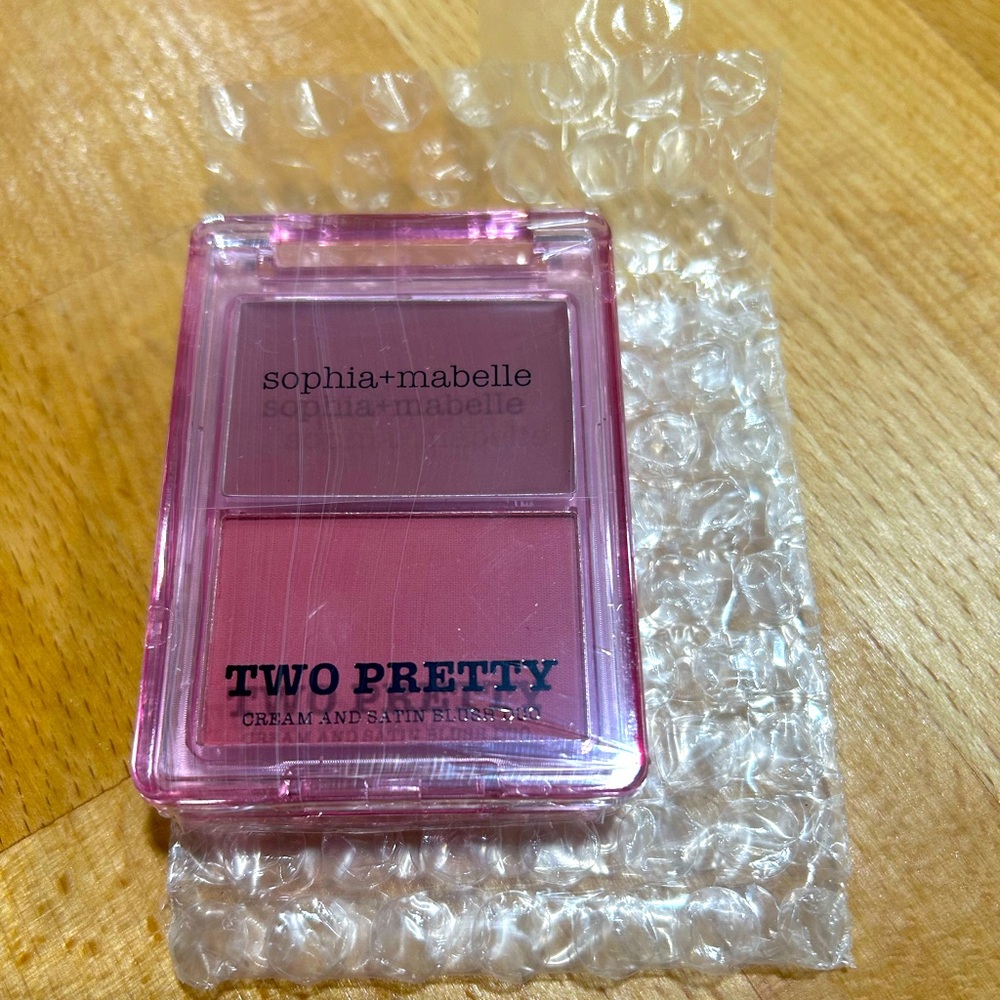 sophia+mabelle
TWO PRETTY
CREAM AND SATIN BLUSH DUO